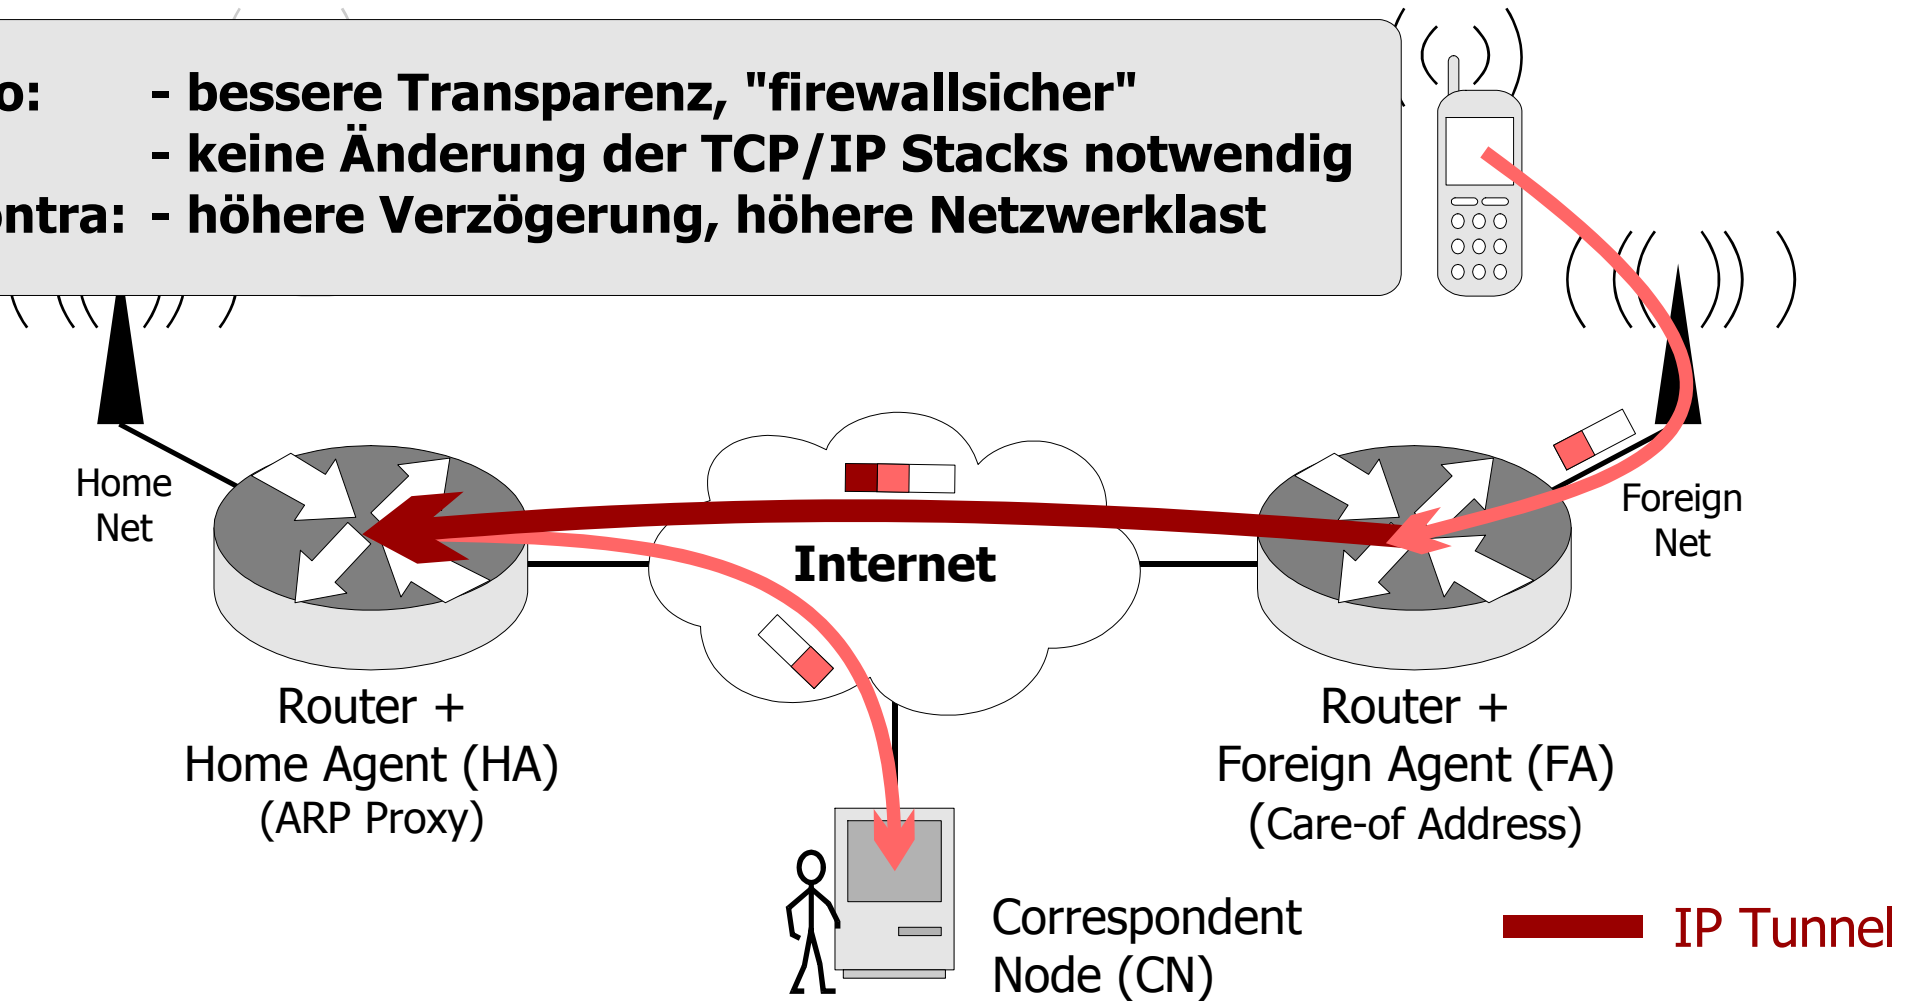 o: - bessere Transparenz, "firewallsicher"
- keine Änderung der TCP/IP Stacks notwendig
ontra: - höhere Verzögerung, höhere Netzwerklast
Home
Net
Internet
Foreign
Net
Router +
Home Agent (HA)
(ARP Proxy)
Router +
Foreign Agent (FA)
(Care-of Address)
Correspondent
Node (CN)
IP Tunnel